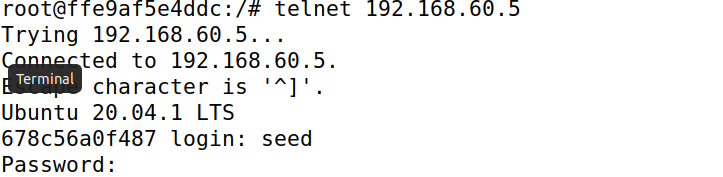 root@ffe9af5e4ddc:/# telnet 192.168.60.5
Trying 192.168.60.5...
Connected to 192.168.60.5.
Terminal
character is '^]'.
Ubuntu 20.04.1 LTS
678c56a0f487 login: seed
Password: